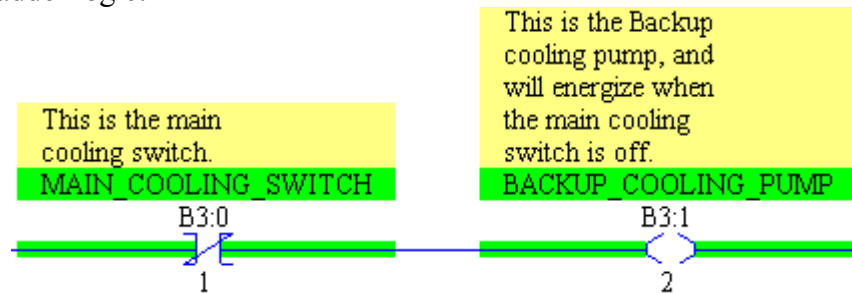 This is the main
cooling switch.
MAIN_COOLING_SWITCH
B3:0
1
This is the Backup
cooling pump, and
will energize when
the main cooling
switch is off.
BACKUP_COOLING_PUMP
B3:1
2